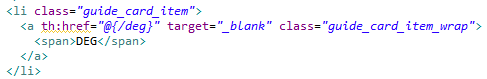 <li class="guide_card_item">
  <a th:href="@{/deg}" target="_blank" class="guide_card_item_wrap">
    <span>DEG</span>
  </a>
</li>